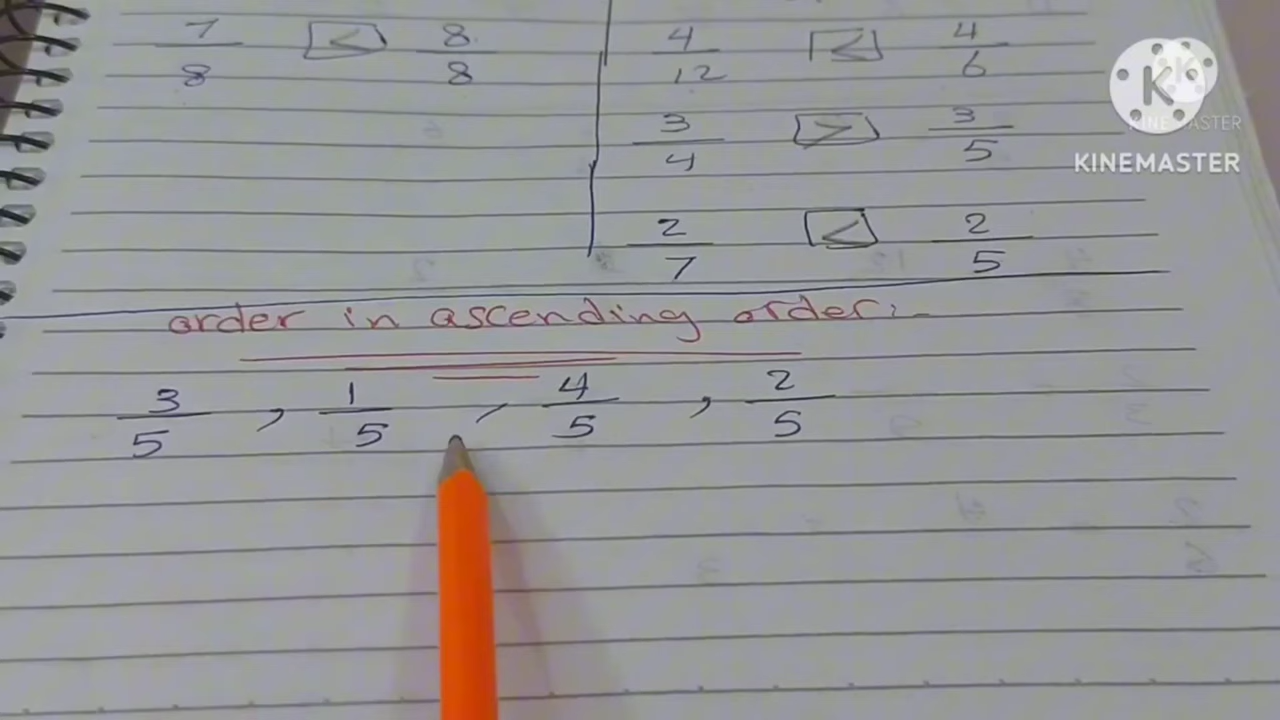 7/8 < 8/8
4/12 < 4/6
3/4 > 3/5
2/7 < 2/5
order in ascending order:-
3/5 , 1/5 , 4/5 , 2/5
KINEMASTER
KINEMASTER